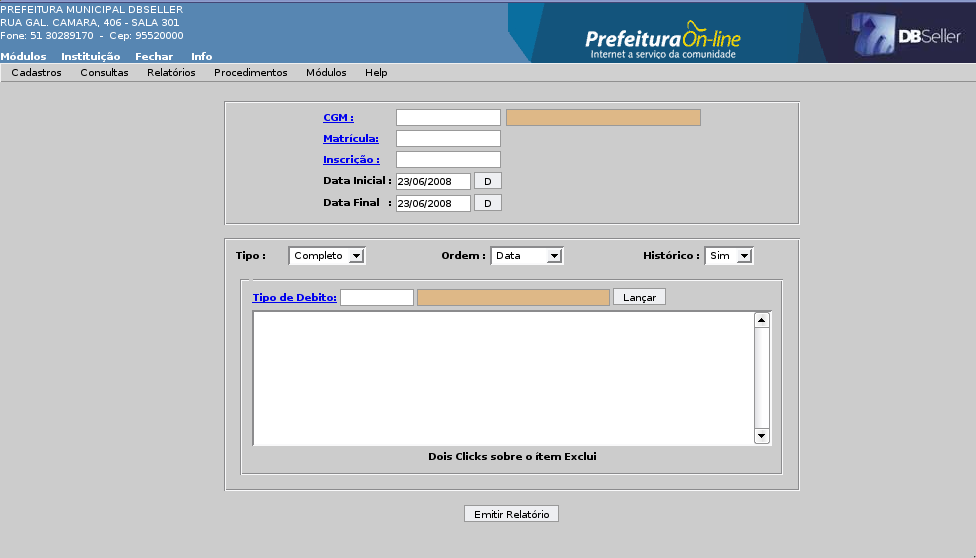 PREFEITURA MUNICIPAL DBSELLER
RUA GAL. CAMARA, 406 - SALA 301
Fone: 51 30289170 - Cep: 95520000
Módulos Instituição Fechar Info
PrefeituraOn-line
Internet a serviço da comunidade
DBSeller
Cadastros Consultas Relatórios Procedimentos Módulos Help
CGM :
Matrícula:
Inscrição :
Data Inicial : 23/06/2008 D
Data Final : 23/06/2008 D
Tipo : Completo Ordem : Data Histórico : Sim
Tipo de Debito: Lançar
Dois Clicks sobre o ítem Exclui
Emitir Relatório